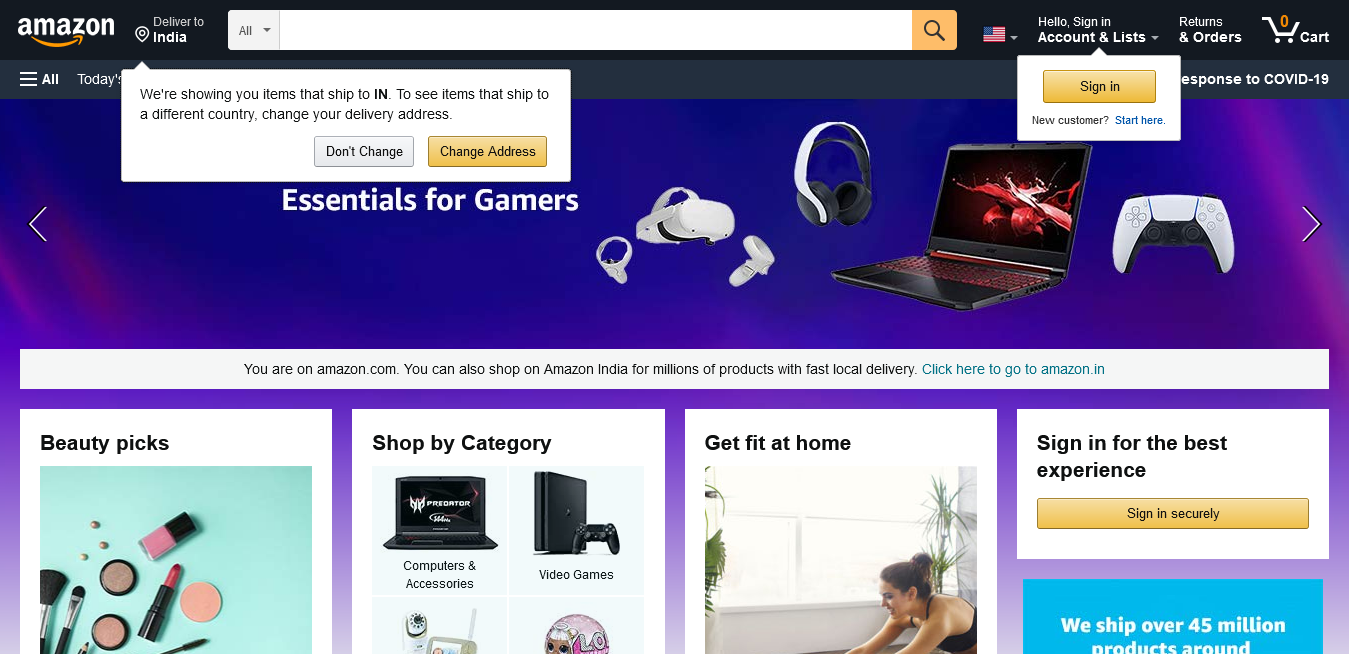 amazon
Deliver to
India
All
Hello, Sign in
Account & Lists
Returns
& Orders
0
Cart
All
Today's
esponse to COVID-19
We're showing you items that ship to IN. To see items that ship to
a different country, change your delivery address.
Don't Change
Change Address
Sign in
New customer? Start here.
Essentials for Gamers
You are on amazon.com. You can also shop on Amazon India for millions of products with fast local delivery. Click here to go to amazon.in
Beauty picks
Shop by Category
PREDATOR
Computers &
Accessories
Video Games
Get fit at home
Sign in for the best
experience
Sign in securely
We ship over 45 million
products around